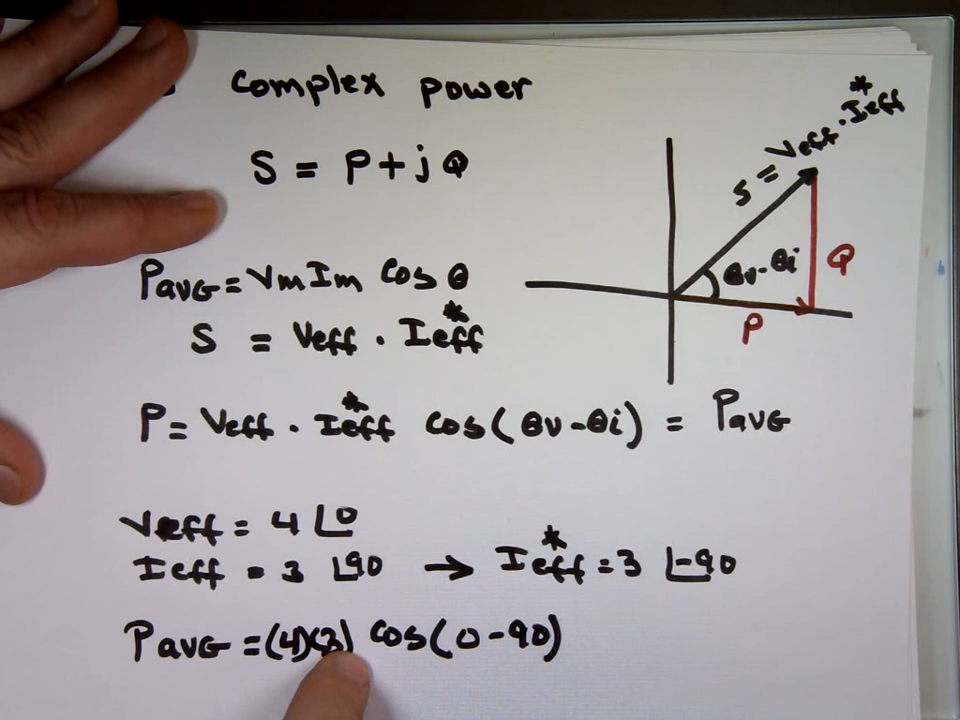 complex power
S = P + j Q
PAVG = Vm Im cos θ
S = Veff · Ieff*
P = Veff · Ieff* cos(θv - θi) = PAVG
Veff = 4 ∠0
Ieff = 3 ∠90 → Ieff* = 3 ∠-90
PAVG = (4)(3) cos(0 - 90)
S = Veff · Ieff*
θv - θi
Q
P